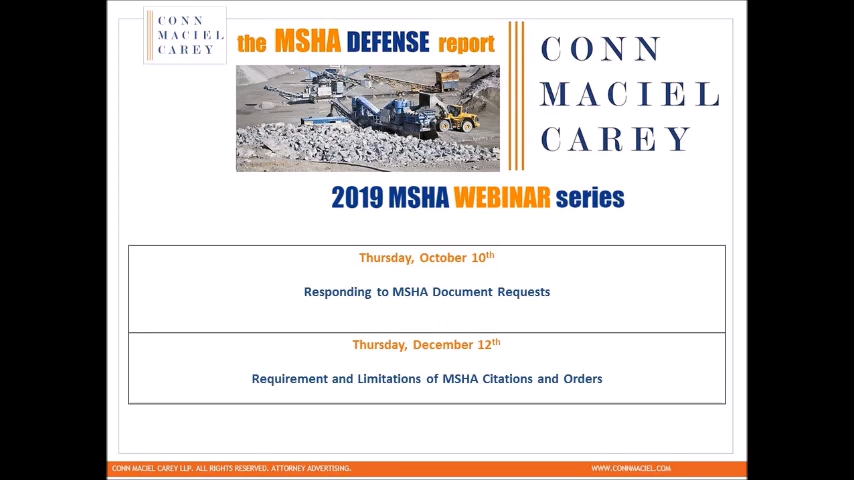 CONN
MACIEL
CAREY
the MSHA DEFENSE report
CONN
MACIEL
CAREY
2019 MSHA WEBINAR series
Thursday, October 10th
Responding to MSHA Document Requests
Thursday, December 12th
Requirement and Limitations of MSHA Citations and Orders
CONN MACIEL CAREY LLP. ALL RIGHTS RESERVED. ATTORNEY ADVERTISING.
WWW.CONNMACIEL.COM